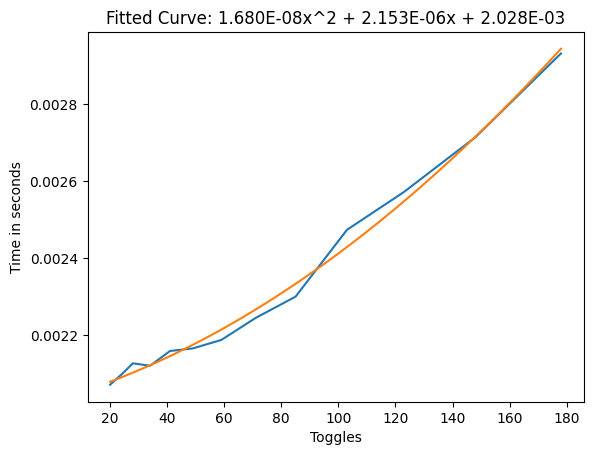 Fitted Curve: 1.680E-08x^2 + 2.153E-06x + 2.028E-03
Time in seconds
0.0028
0.0026
0.0024
0.0022
20 40 60 80 100 120 140 160 180
Toggles